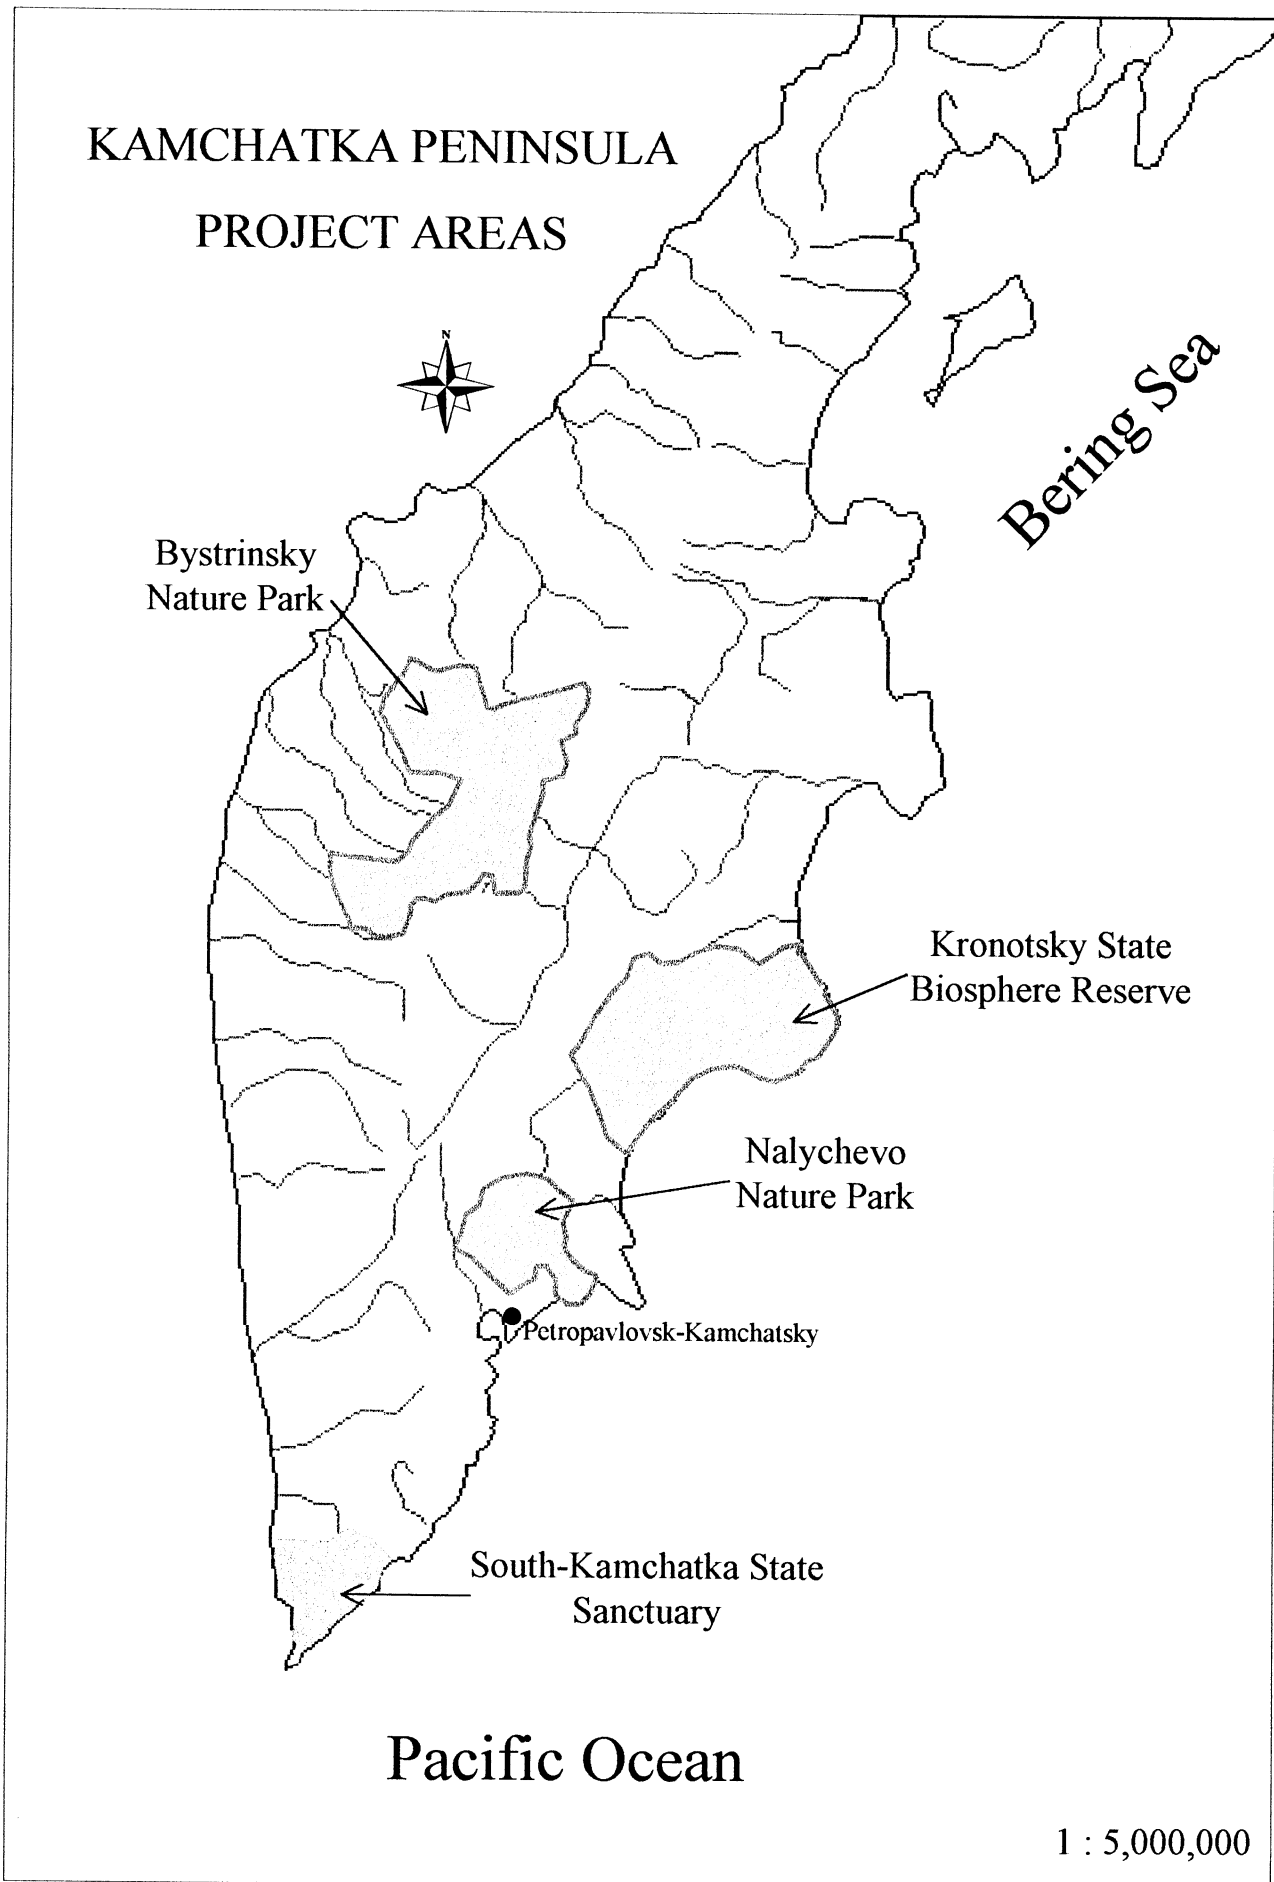 KAMCHATKA PENINSULA
PROJECT AREAS
N
Bering Sea
Bystrinsky
Nature Park
Kronotsky State
Biosphere Reserve
Nalychevo
Nature Park
Petropavlovsk-Kamchatsky
South-Kamchatka State
Sanctuary
Pacific Ocean
1 : 5,000,000